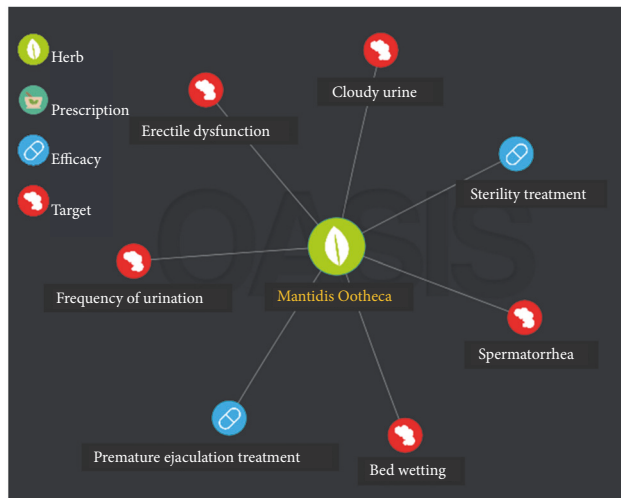 Herb
Prescription
Efficacy
Target
Cloudy urine
Erectile dysfunction
Sterility treatment
OASIS
Frequency of urination
Mantidis Ootheca
Spermatorrhea
Premature ejaculation treatment
Bed wetting